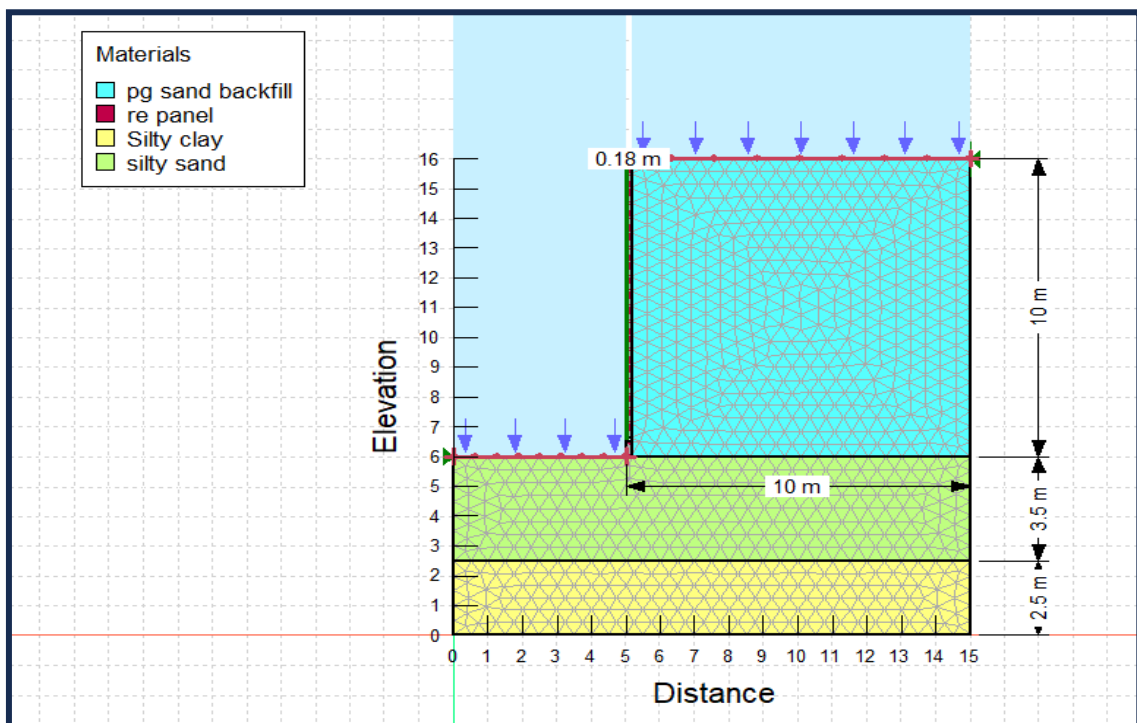 Materials
pg sand backfill
re panel
Silty clay
silty sand
0.18 m
16
15
14
13
12
11
10
9
8
7
6
5
4
3
2
1
0
Elevation
10 m
10 m
3.5 m
2.5 m
0 1 2 3 4 5 6 7 8 9 10 11 12 13 14 15
Distance